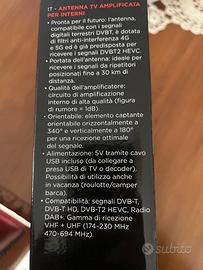 IT - ANTENNA TV AMPLIFICATA
PER INTERNI
• Pronta per il futuro: l'antenna,
compatibile con i segnali
digitali terrestri DVBT, è dotata
di filtri anti-interferenza 4G
e 5G ed è già predisposta per
ricevere i segnali DVBT2 HEVC.
• Portata dell'antenna: ideale per
ricevere i segnali da ripetitori
posizionati fino a 30 km di
distanza.
• Qualità dell'amplificatore:
circuito di amplificazione
integrato di alta qualità (figura
di rumore = 1dB).
• Orientabile: elemento captante
orientabile orizzontalmente a
340° e verticalmente a 180°
per una ricezione ottimale
del segnale.
• Alimentazione: 5V tramite cavo
USB incluso (da collegare a
presa USB di TV o decoder).
Possibilità di utilizzo anche
in vacanza (roulotte/camper
barca).
• Compatibilità: segnali DVB-T,
DVB-T HD, DVB-T2 HEVC, Radio
DAB+. Gamma di ricezione
VHF + UHF (174-230 MHz
470-694 MHz).
subito